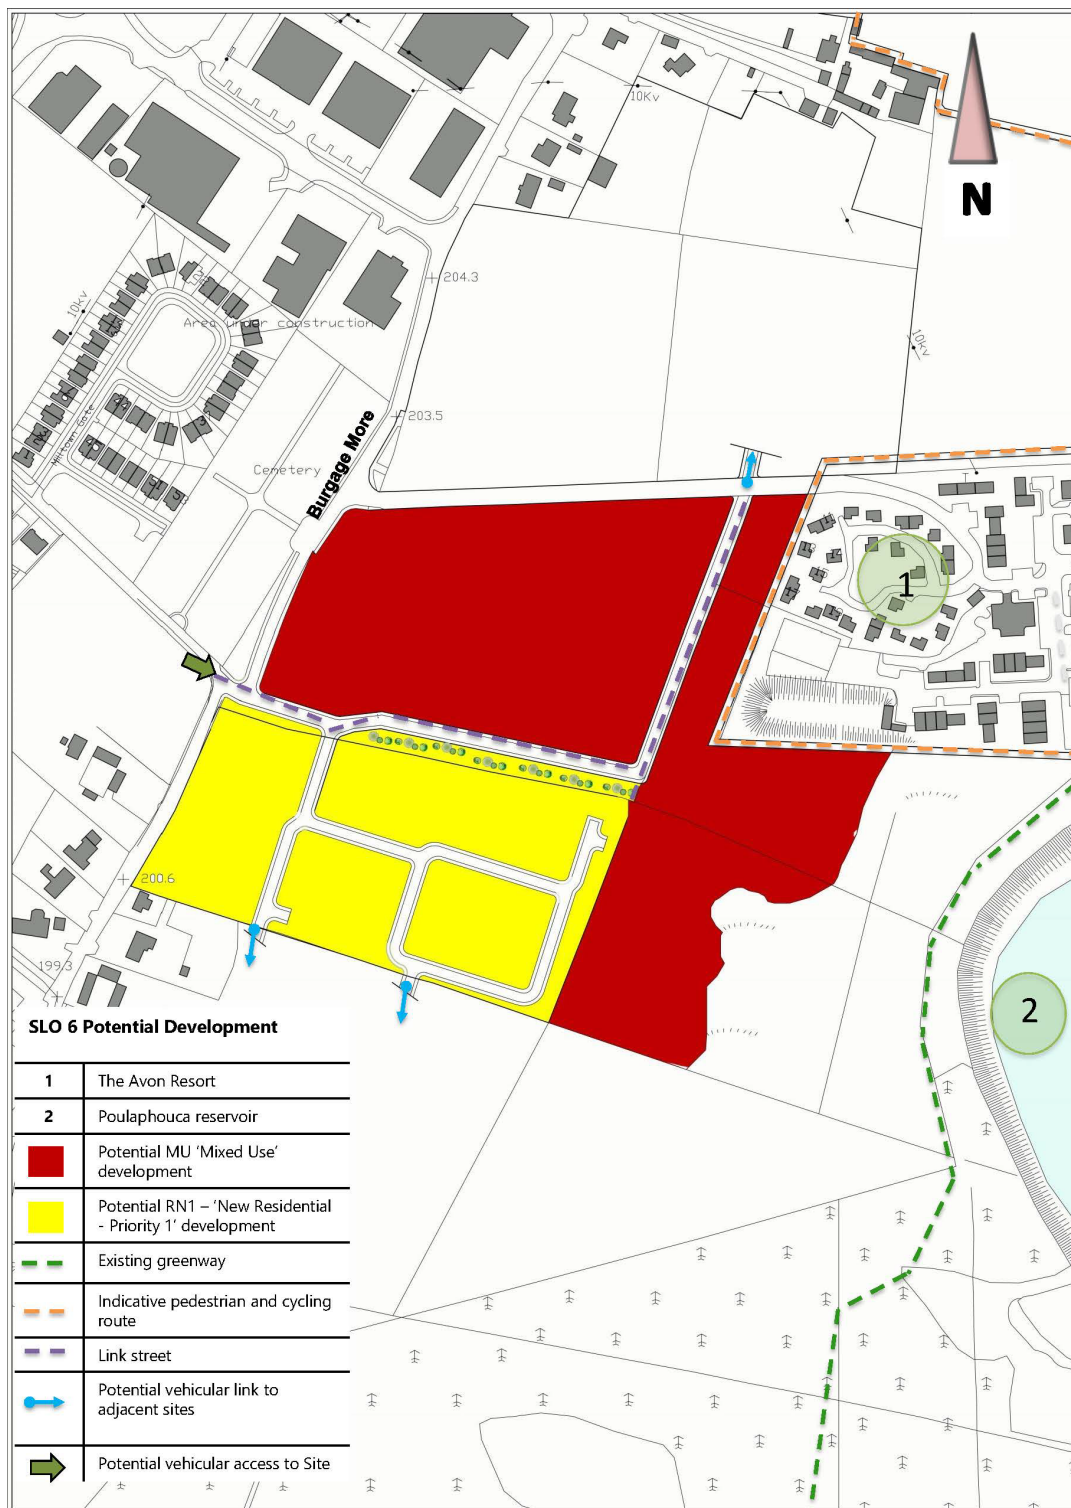 10Kv
N
204.3
10Kv
Area under construction
10Kv
203.5
Milltown Gate
Cemetery
Burgage More
1
200.6
199.3
2
SLO 6 Potential Development
1 The Avon Resort
2 Poulaphouca reservoir
Potential MU ‘Mixed Use’
development
Potential RN1 – ‘New Residential
- Priority 1’ development
Existing greenway
Indicative pedestrian and cycling
route
Link street
Potential vehicular link to
adjacent sites
Potential vehicular access to Site